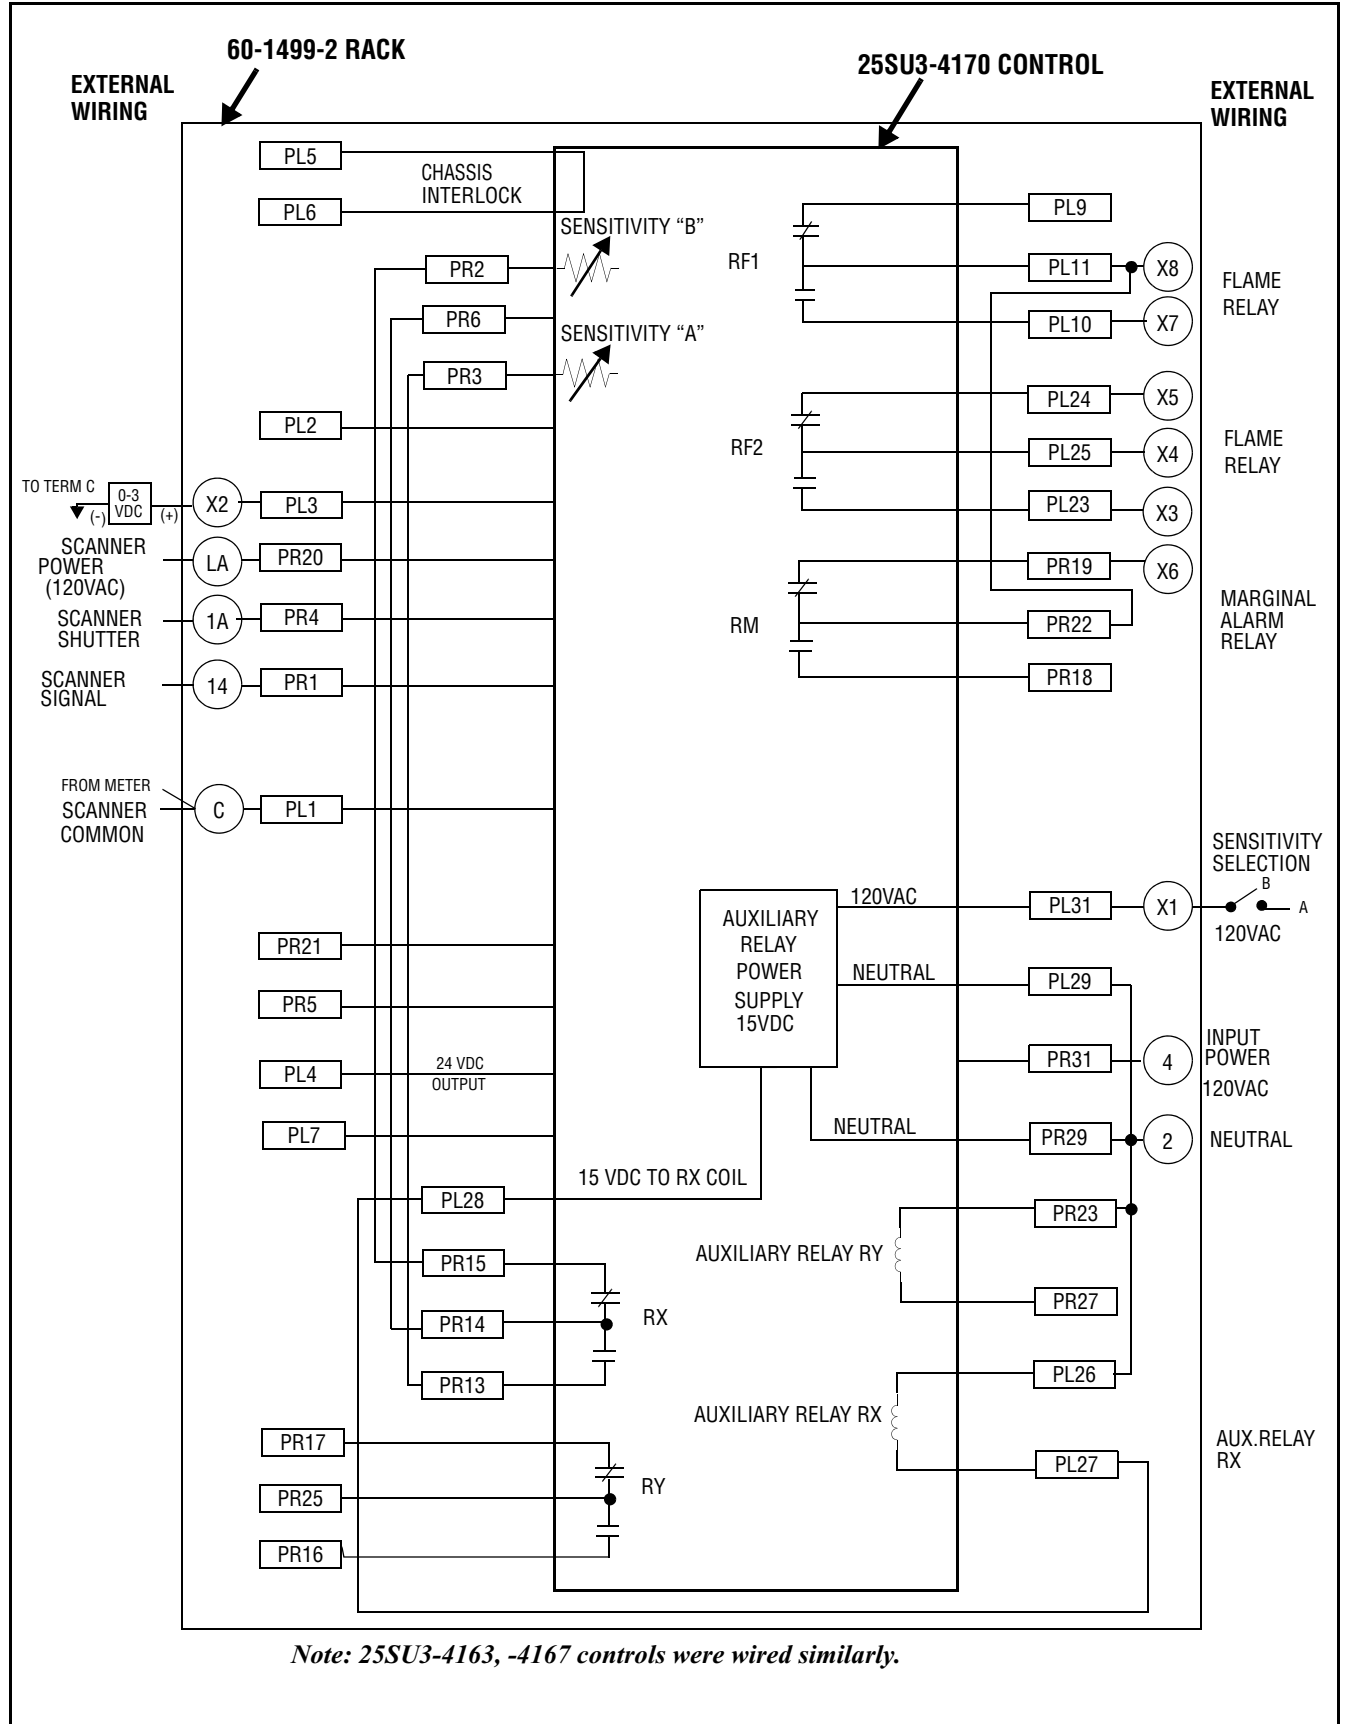 60-1499-2 RACK
25SU3-4170 CONTROL
EXTERNAL
WIRING
EXTERNAL
WIRING
PL5
CHASSIS
INTERLOCK
PL6
SENSITIVITY “B”
PR2
PR6
SENSITIVITY “A”
PR3
PL2
TO TERM C
0-3
VDC
(-)
(+)
X2
PL3
SCANNER
POWER
(120VAC)
LA
PR20
SCANNER
SHUTTER
1A
PR4
SCANNER
SIGNAL
14
PR1
FROM METER
SCANNER
COMMON
C
PL1
PR21
PR5
PL4
24 VDC
OUTPUT
PL7
PL28
15 VDC TO RX COIL
PR15
PR14
RX
PR13
PR17
PR25
RY
PR16
RF1
PL9
PL11
X8
PL10
X7
FLAME
RELAY
RF2
PL24
X5
PL25
X4
PL23
X3
FLAME
RELAY
RM
PR19
X6
PR22
PR18
MARGINAL
ALARM
RELAY
SENSITIVITY
SELECTION
B
A
120VAC
AUXILIARY
RELAY
POWER
SUPPLY
15VDC
120VAC
PL31
X1
NEUTRAL
PL29
PR31
4
INPUT
POWER
120VAC
NEUTRAL
PR29
2
NEUTRAL
PR23
AUXILIARY RELAY RY
PR27
PL26
AUXILIARY RELAY RX
PL27
AUX.RELAY
RX
Note: 25SU3-4163, -4167 controls were wired similarly.